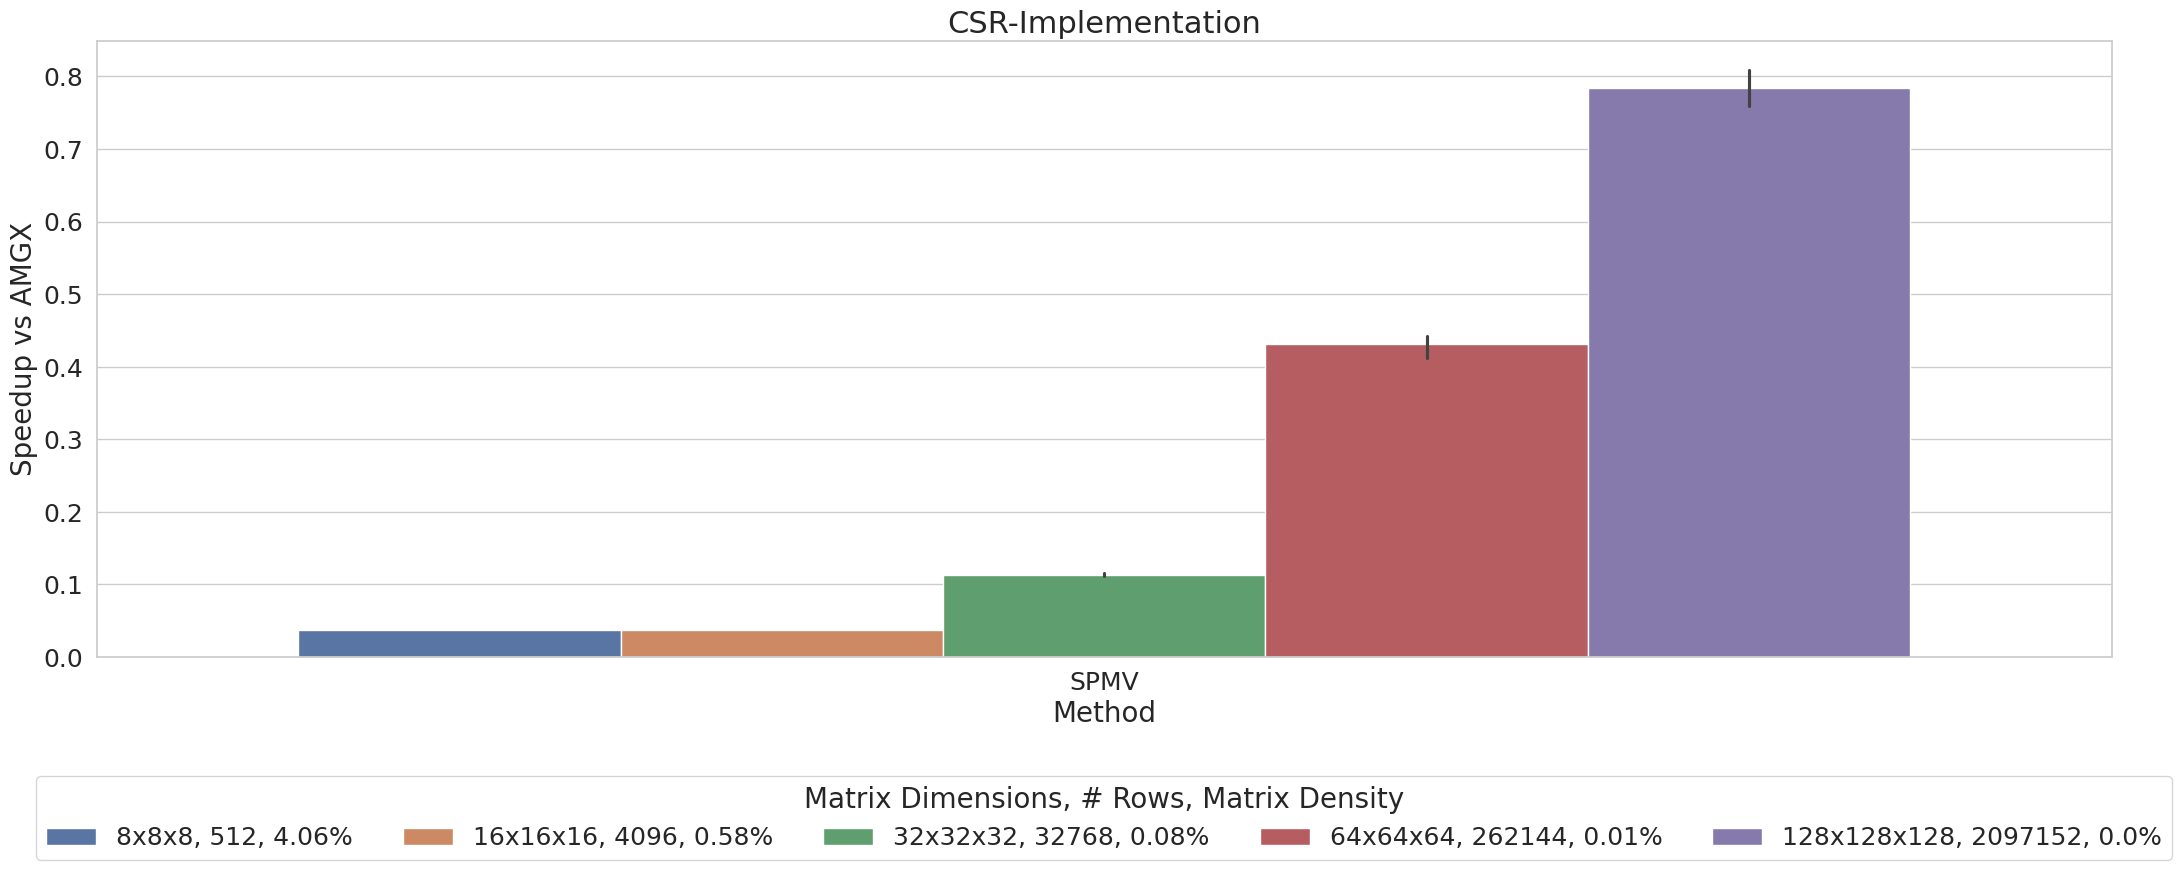 CSR-Implementation
Speedup vs AMGX
0.8
0.7
0.6
0.5
0.4
0.3
0.2
0.1
0.0
SPMV
Method
Matrix Dimensions, # Rows, Matrix Density
8x8x8, 512, 4.06%
16x16x16, 4096, 0.58%
32x32x32, 32768, 0.08%
64x64x64, 262144, 0.01%
128x128x128, 2097152, 0.0%